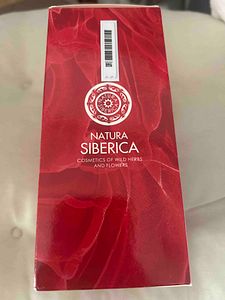 NATURA
SIBERICA
COSMETICS OF WILD HERBS
AND FLOWERS